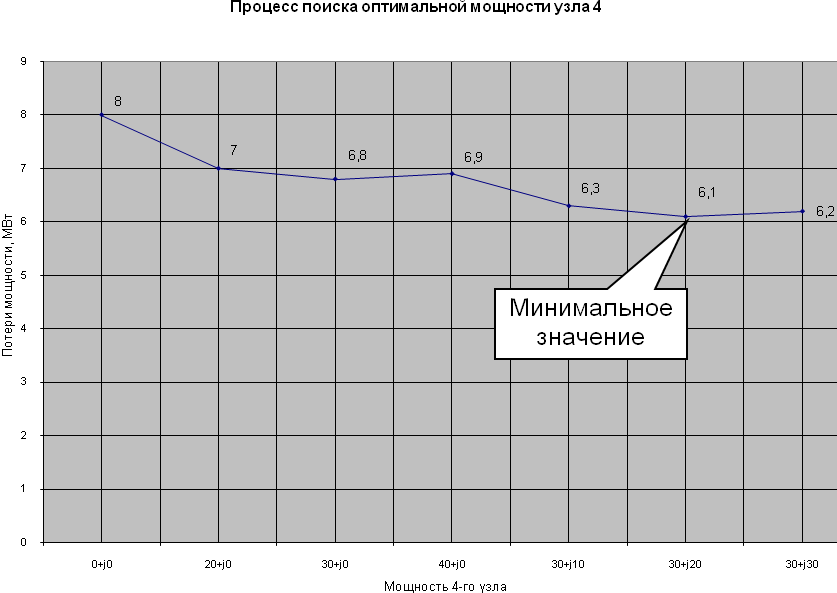 Процесс поиска оптимальной мощности узла 4
9
8
7
6
5
4
3
2
1
0
Потери мощности, МВт
8
7
6,8
6,9
6,3
6,1
6,2
Минимальное
значение
0+j0 20+j0 30+j0 40+j0 30+j10 30+j20 30+j30
Мощность 4-го узла